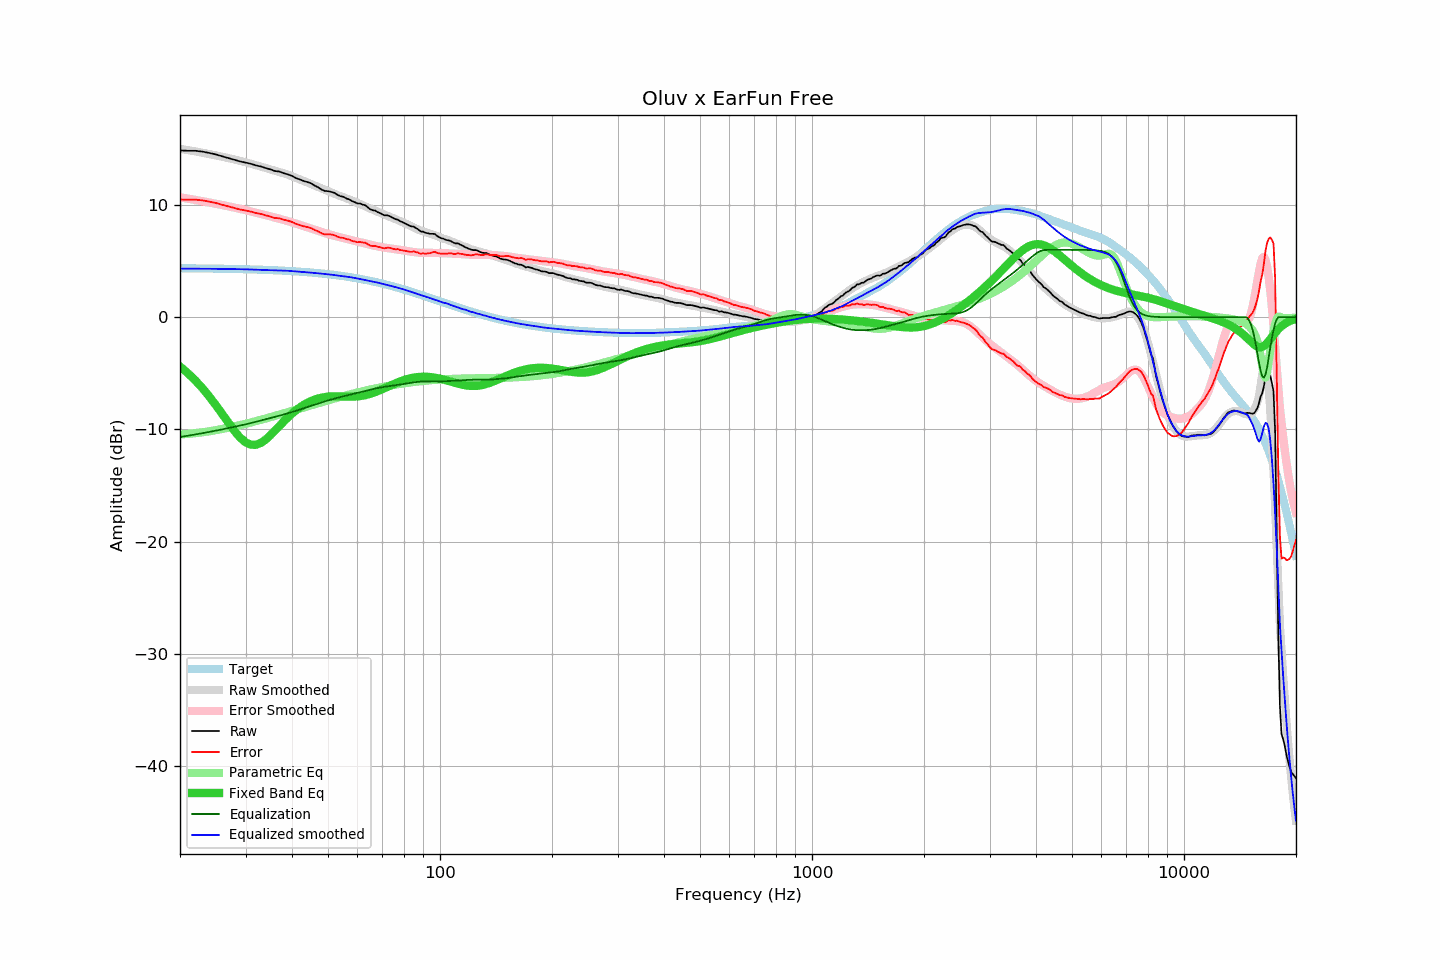 Oluv x EarFun Free
10
0
−10
−20
−30
−40
Amplitude (dBr)
Target
Raw Smoothed
Error Smoothed
Raw
Error
Parametric Eq
Fixed Band Eq
Equalization
Equalized smoothed
100
1000
10000
Frequency (Hz)